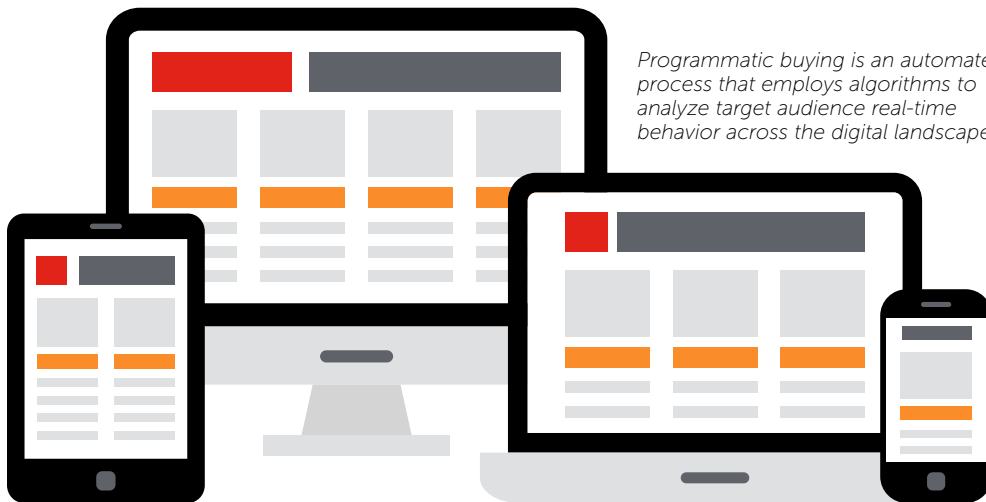 Programmatic buying is an automate
process that employs algorithms to
analyze target audience real-time
behavior across the digital landscape